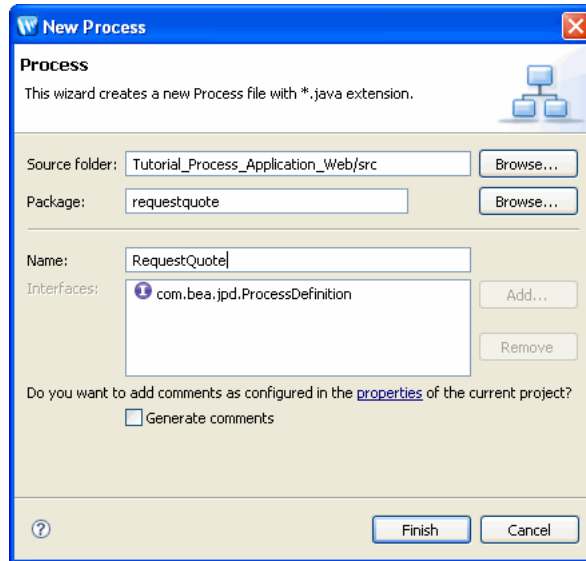 New Process
Process
This wizard creates a new Process file with *.java extension.
Source folder: Tutorial_Process_Application_Web/src Browse...
Package: requestquote Browse...
Name: RequestQuote
Interfaces: com.bea.jpd.ProcessDefinition Add...
Remove
Do you want to add comments as configured in the properties of the current project?
Generate comments
Finish Cancel